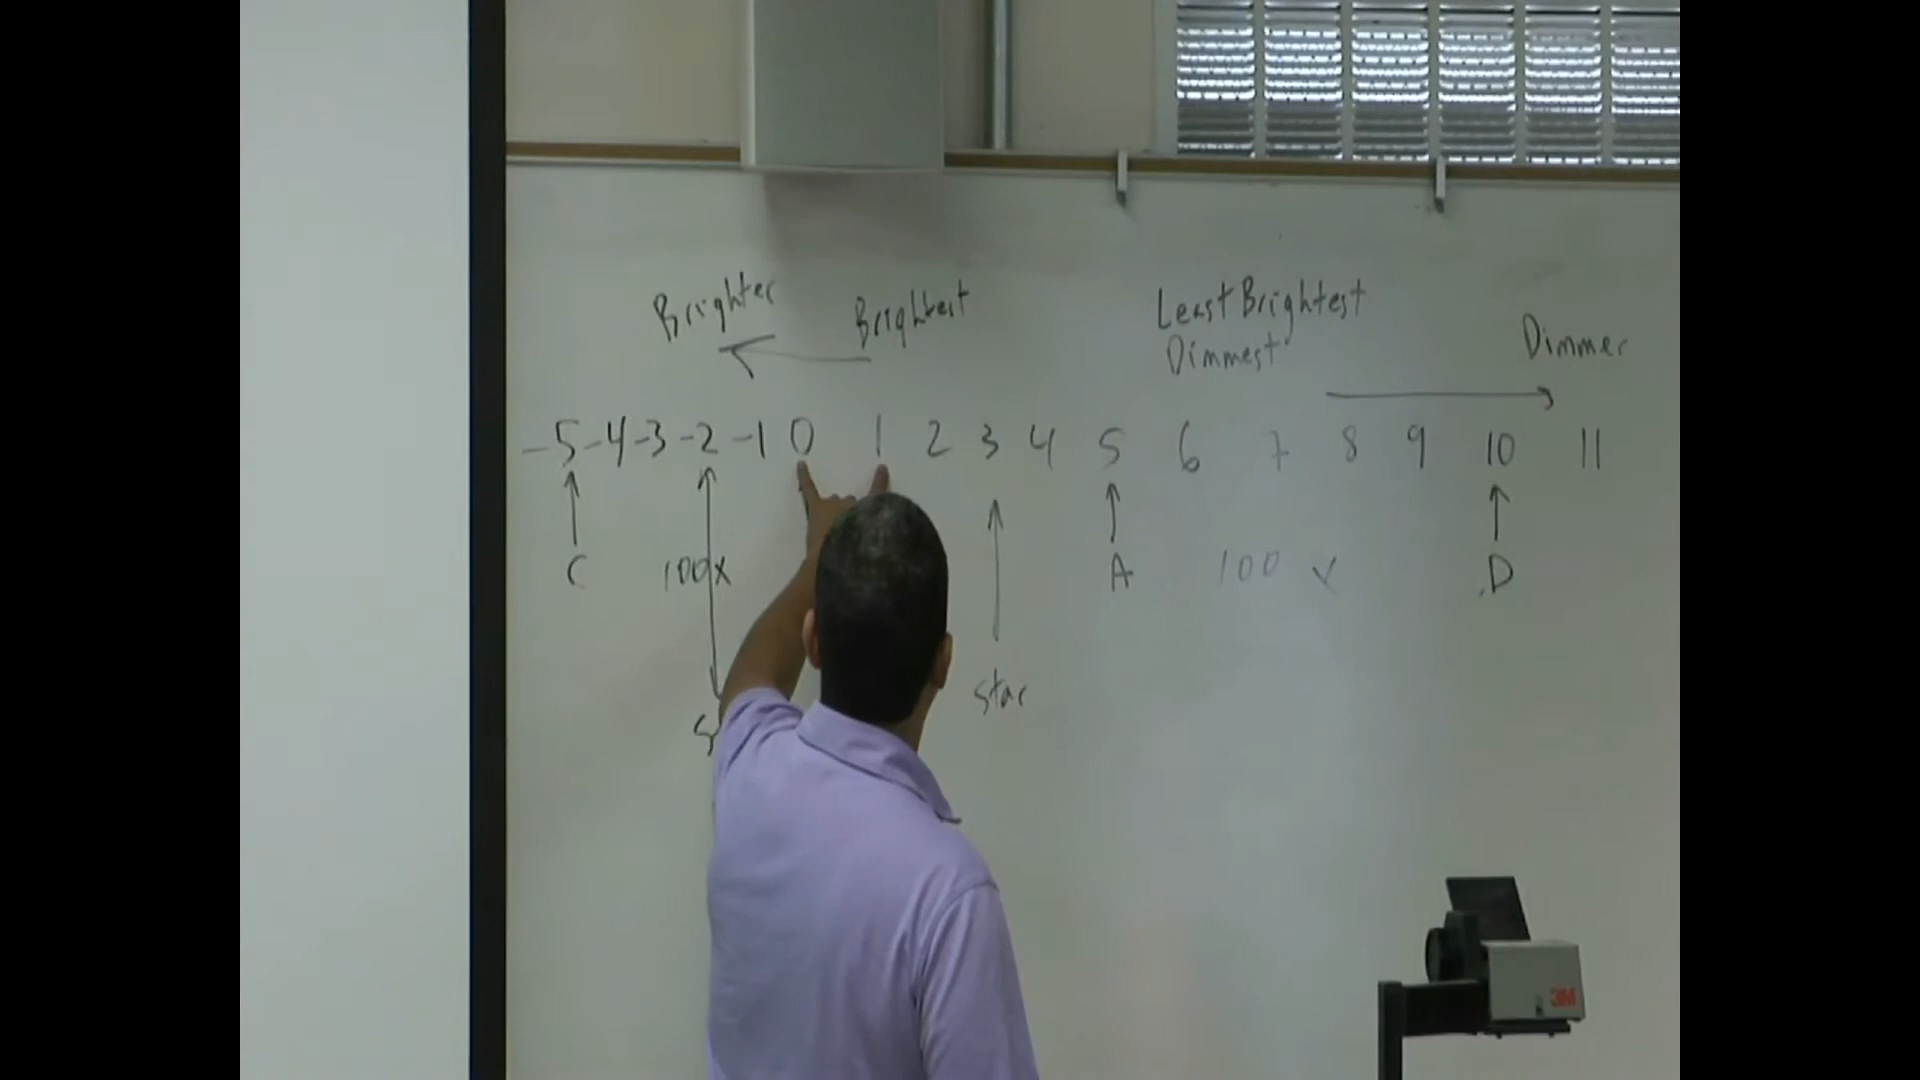 Brighter
Brightest
Least Brightest
Dimmest
Dimmer
-5 -4 -3 -2 -1 0 1 2 3 4 5 6 7 8 9 10 11
C 100x A 100 x D
star
3M